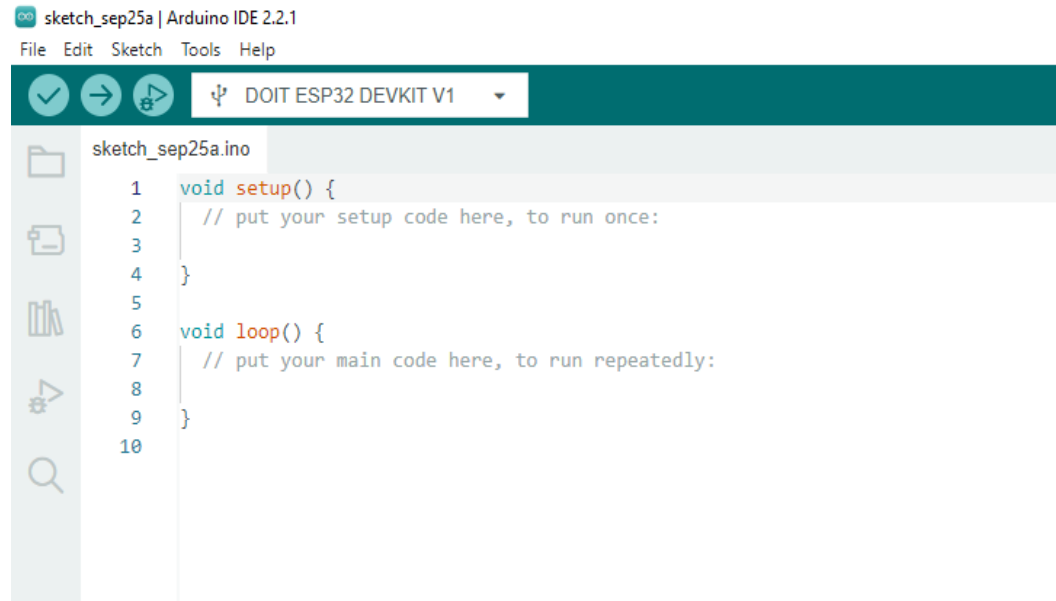 sketch_sep25a | Arduino IDE 2.2.1
File Edit Sketch Tools Help
DOIT ESP32 DEVKIT V1
sketch_sep25a.ino
1 void setup() {
2 // put your setup code here, to run once:
3
4 }
5
6 void loop() {
7 // put your main code here, to run repeatedly:
8
9 }
10